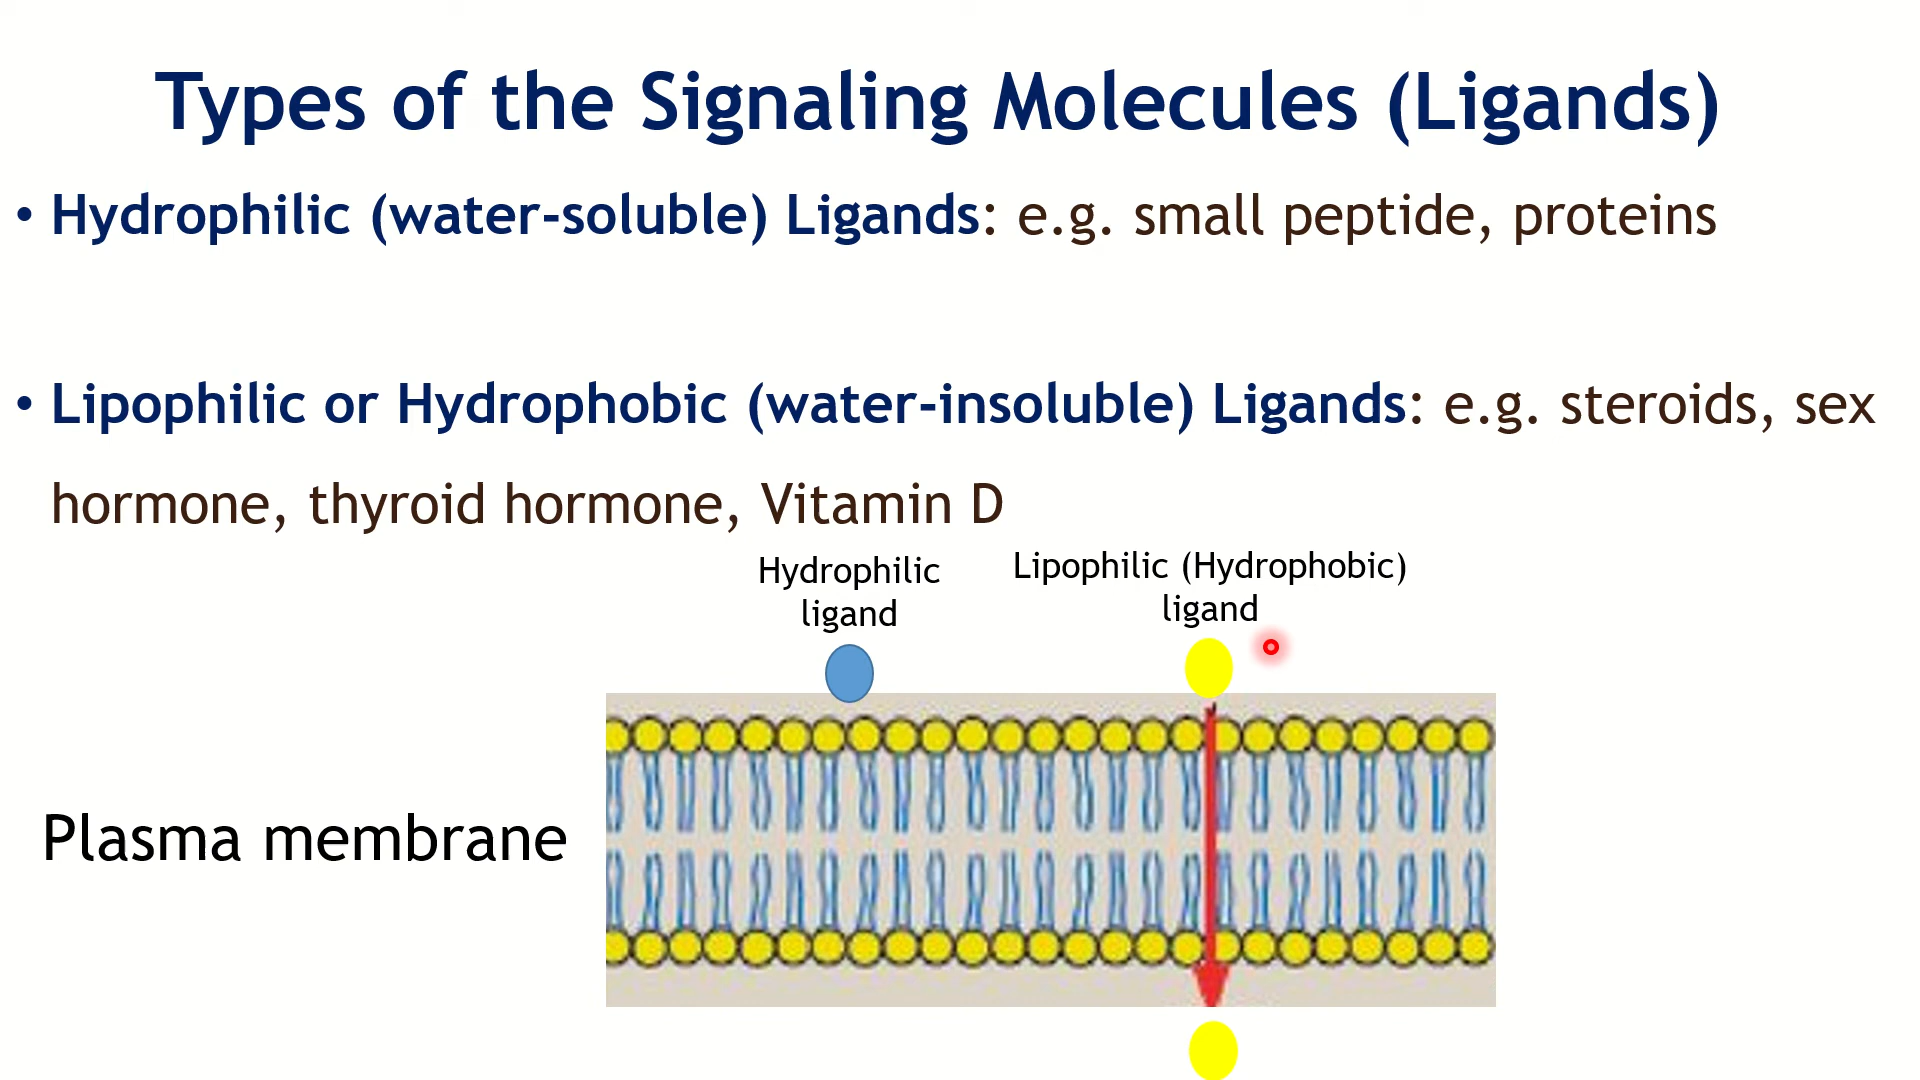 Types of the Signaling Molecules (Ligands)
• Hydrophilic (water-soluble) Ligands: e.g. small peptide, proteins
• Lipophilic or Hydrophobic (water-insoluble) Ligands: e.g. steroids, sex
hormone, thyroid hormone, Vitamin D
Hydrophilic
ligand
Lipophilic (Hydrophobic)
ligand
Plasma membrane